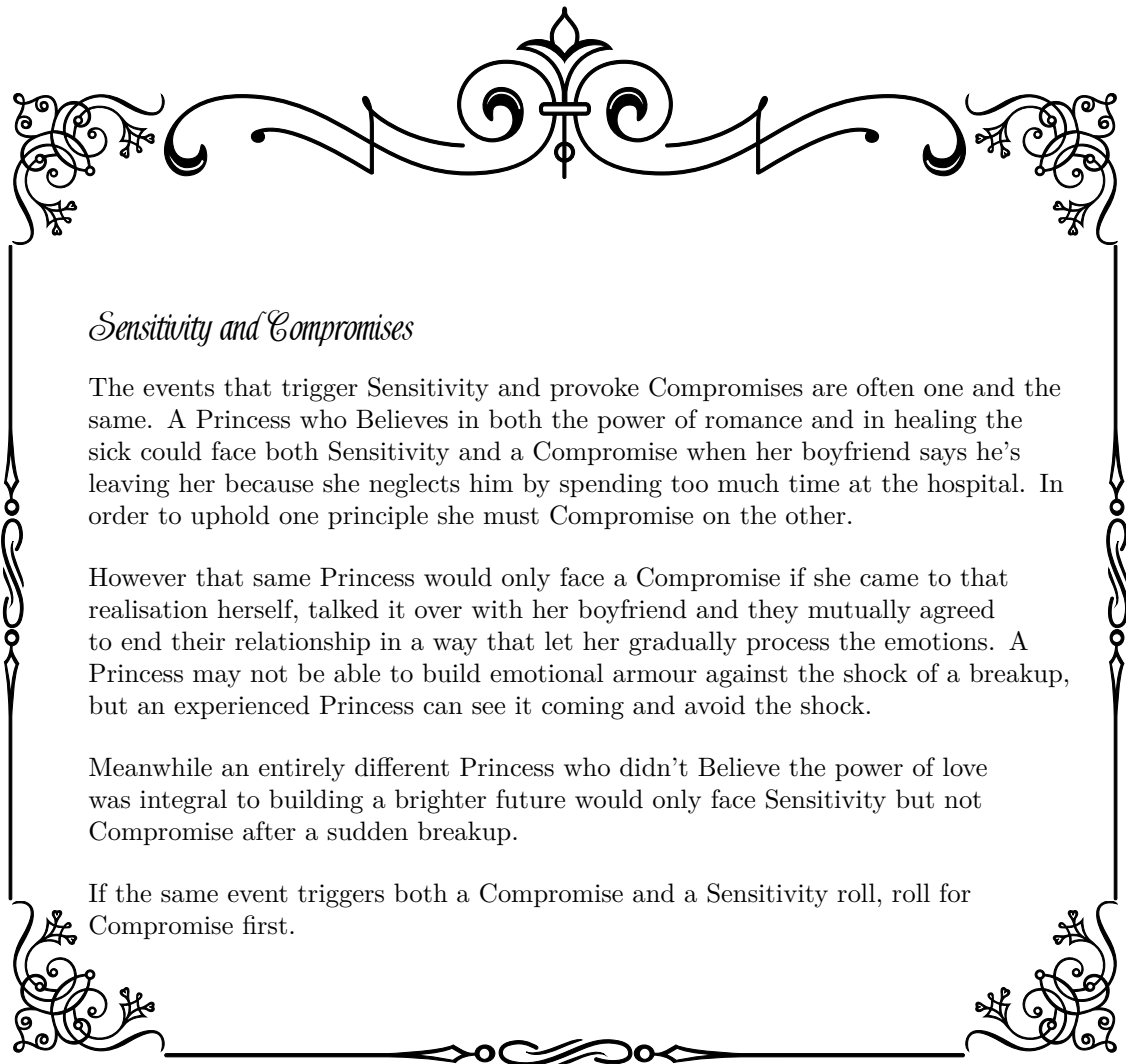 Sensitivity and Compromises
The events that trigger Sensitivity and provoke Compromises are often one and the
same. A Princess who Believes in both the power of romance and in healing the
sick could face both Sensitivity and a Compromise when her boyfriend says he's
leaving her because she neglects him by spending too much time at the hospital. In
order to uphold one principle she must Compromise on the other.
However that same Princess would only face a Compromise if she came to that
realisation herself, talked it over with her boyfriend and they mutually agreed
to end their relationship in a way that let her gradually process the emotions. A
Princess may not be able to build emotional armour against the shock of a breakup,
but an experienced Princess can see it coming and avoid the shock.
Meanwhile an entirely different Princess who didn't Believe the power of love
was integral to building a brighter future would only face Sensitivity but not
Compromise after a sudden breakup.
If the same event triggers both a Compromise and a Sensitivity roll, roll for
Compromise first.